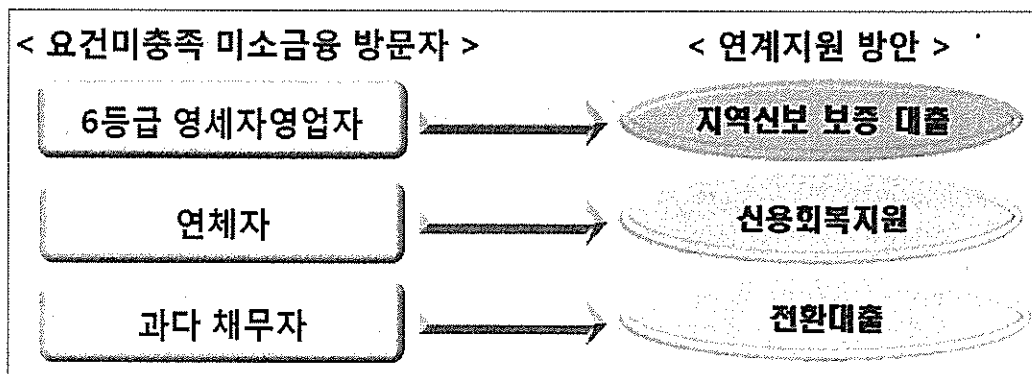 < 요건미충족 미소금융 방문자 > < 연계지원 방안 >
6등급 영세자영업자 지역신보 보증 대출
연체자 신용회복지원
과다 채무자 전환대출